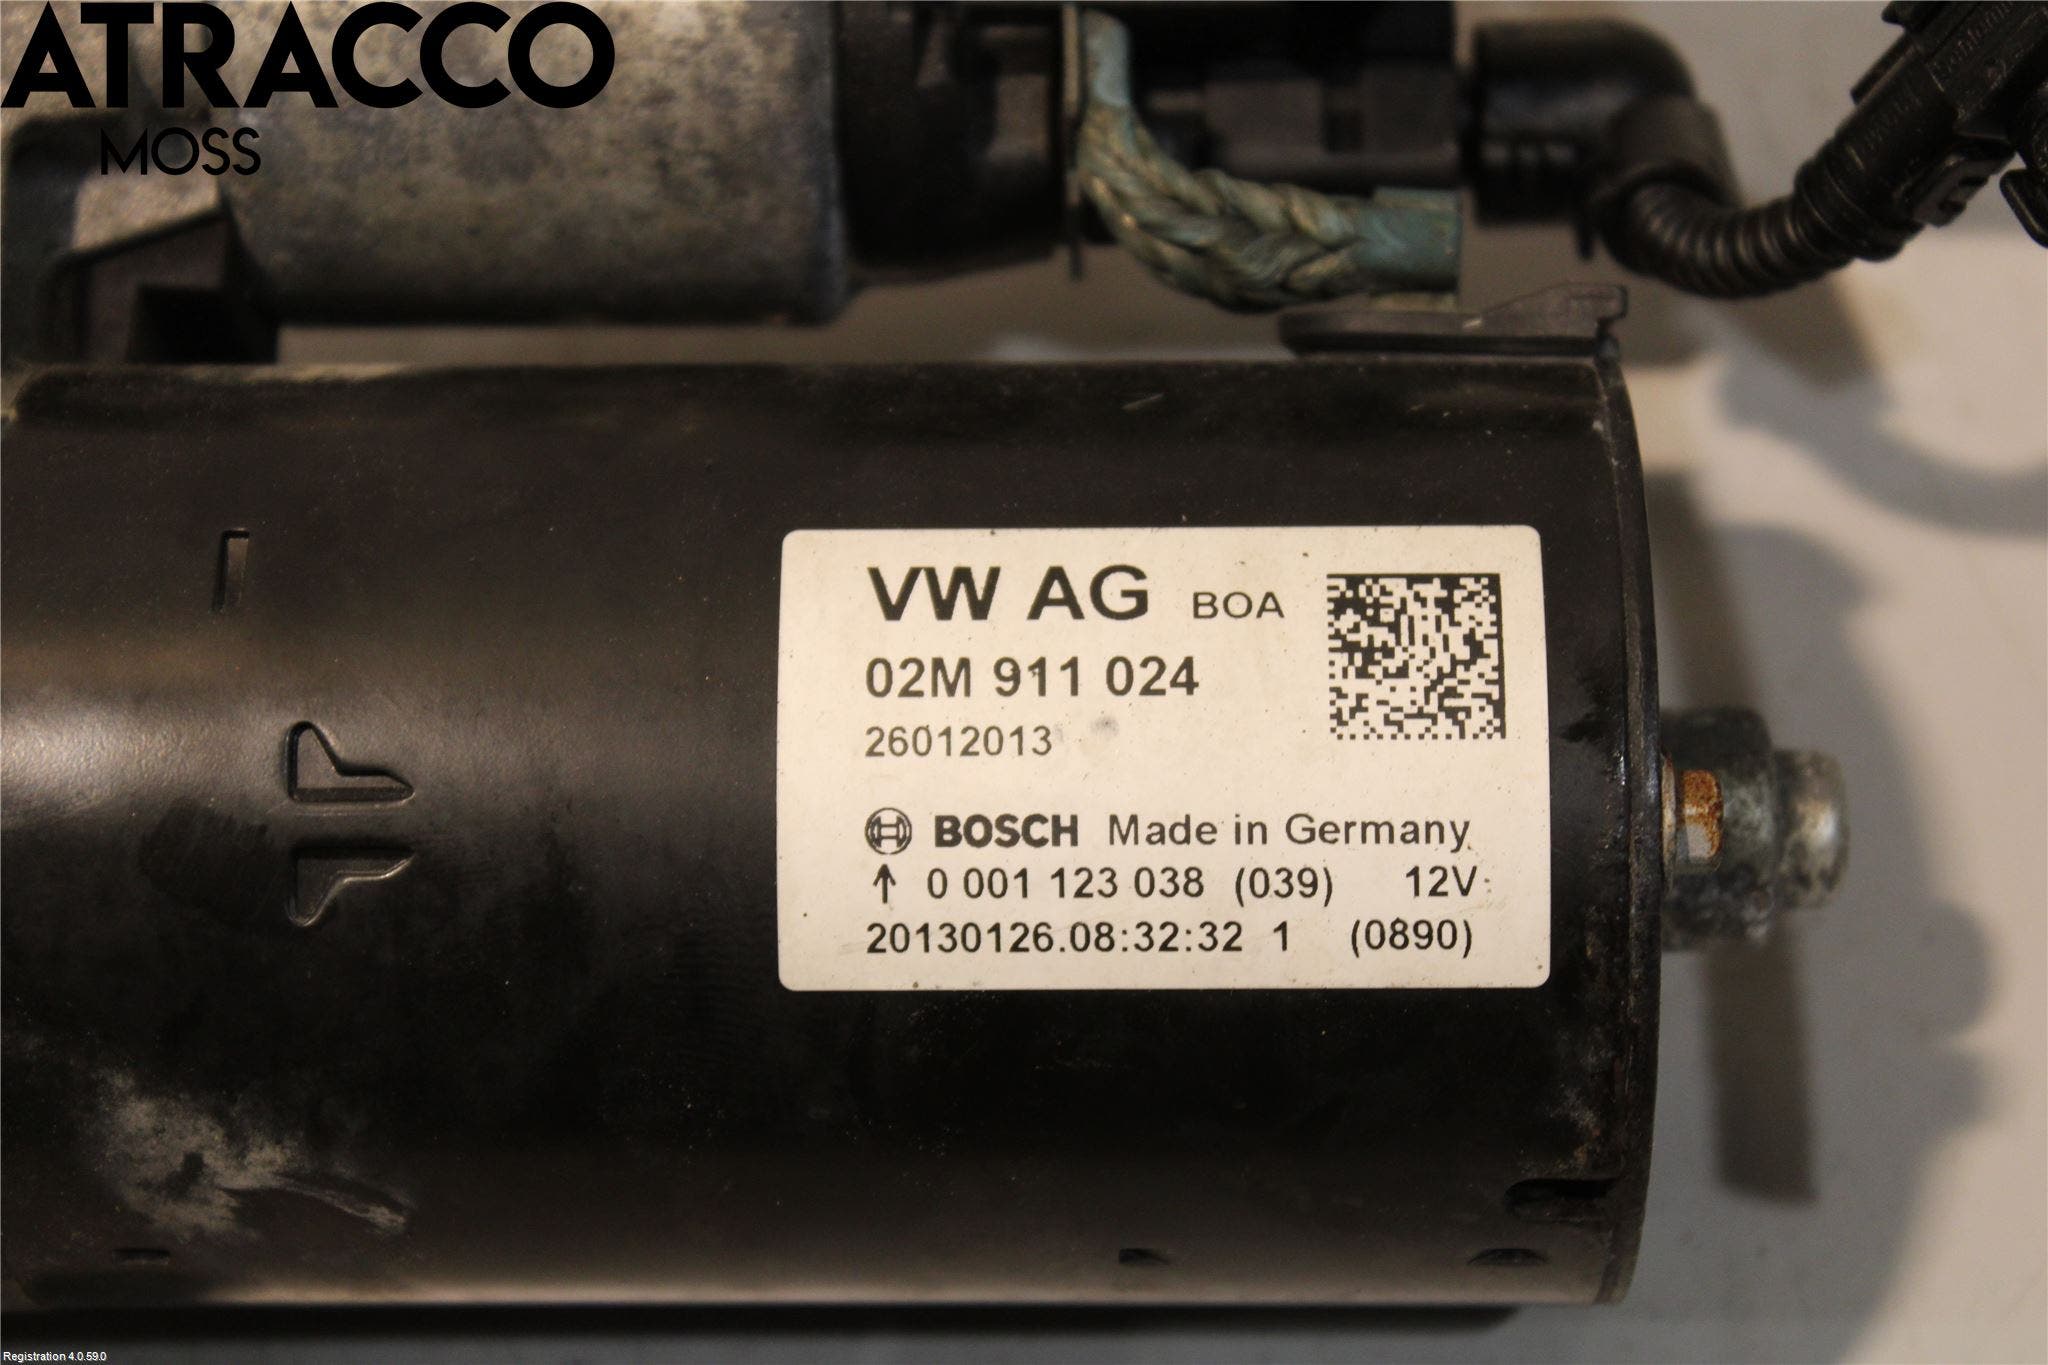 ATRACCO
MOSS
VW AG BOA
02M 911 024
26012013
BOSCH Made in Germany
↑ 0 001 123 038 (039) 12V
20130126.08:32:32 1 (0890)
Registration 4.0.59.0